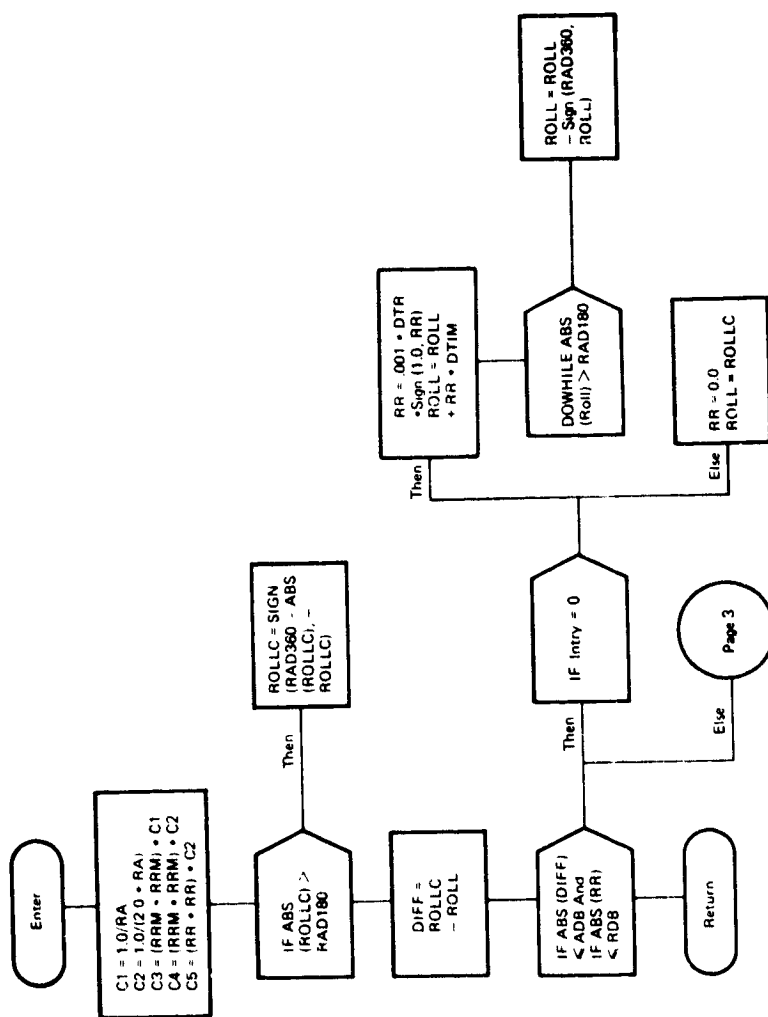 Enter
C1 = 1.0/RA
C2 = 1.0/(2.0 * RA)
C3 = (RRM * RRM) * C1
C4 = (RRM * RRM) * C2
C5 = (RR * RR) * C2
IF ABS
(ROLLC) >
RAD180
Then
ROLLC = SIGN
(RAD360 - ABS
(ROLLC), -
ROLLC)
DIFF =
ROLLC
- ROLL
IF ABS (DIFF)
≤ ADB And
IF ABS (RR)
≤ RDB
Then
IF Intry = 0
Then
RR = .001 * DTR
*Sign (1.0, RR)
ROLL = ROLL
+ RR * DTIM
DOWHILE ABS
(Roll) > RAD180
ROLL = ROLL
- Sign (RAD360,
ROLL)
Else
RR = 0.0
ROLL = ROLLC
Else
Page 3
Return